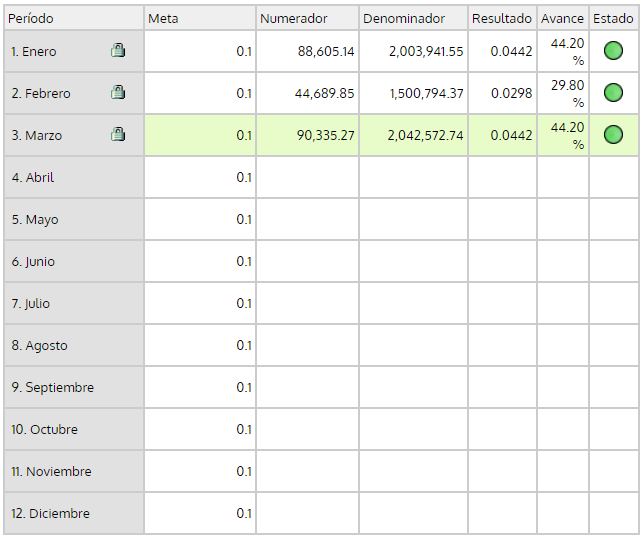 Período Meta Numerador Denominador Resultado Avance Estado
1. Enero 0.1 88,605.14 2,003,941.55 0.0442 44.20 %
2. Febrero 0.1 44,689.85 1,500,794.37 0.0298 29.80 %
3. Marzo 0.1 90,335.27 2,042,572.74 0.0442 44.20 %
4. Abril 0.1
5. Mayo 0.1
6. Junio 0.1
7. Julio 0.1
8. Agosto 0.1
9. Septiembre 0.1
10. Octubre 0.1
11. Noviembre 0.1
12. Diciembre 0.1